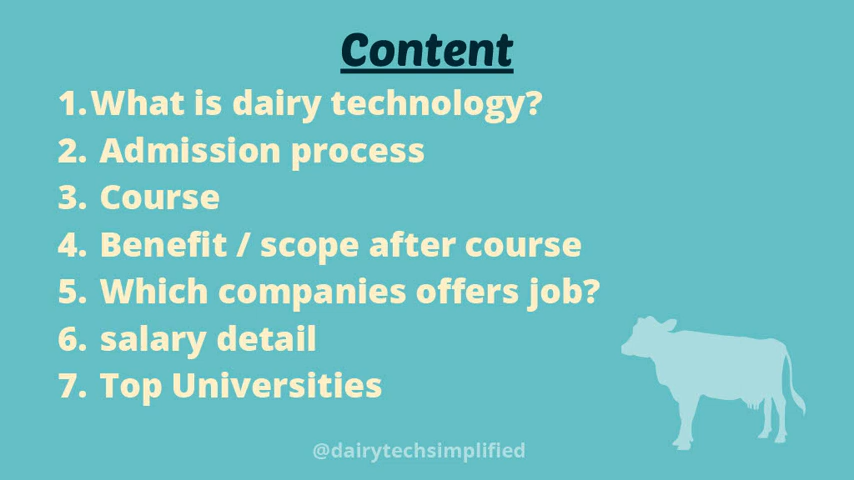 Content
1.What is dairy technology?
2. Admission process
3. Course
4. Benefit / scope after course
5. Which companies offers job?
6. salary detail
7. Top Universities
@dairytechsimplified